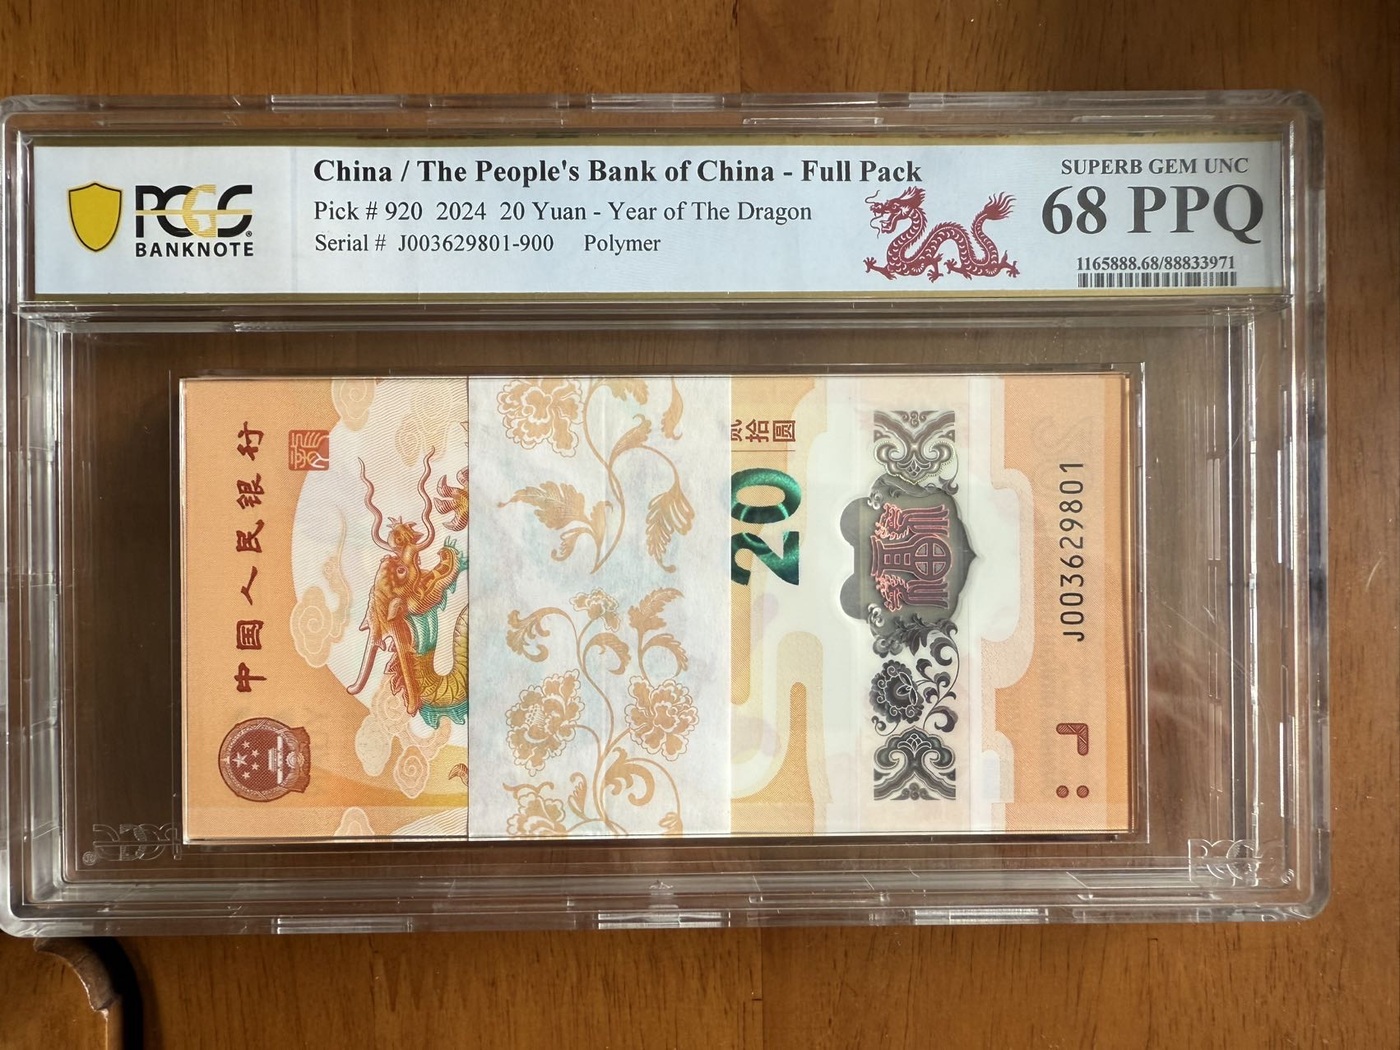 PCGS
BANKNOTE
China / The People's Bank of China - Full Pack
Pick # 920 2024 20 Yuan - Year of The Dragon
Serial # J003629801-900 Polymer
SUPERB GEM UNC
68 PPQ
1165888.68/88833971
中国人民银行
贰拾圆
20
J003629801
PCGS
PCGS